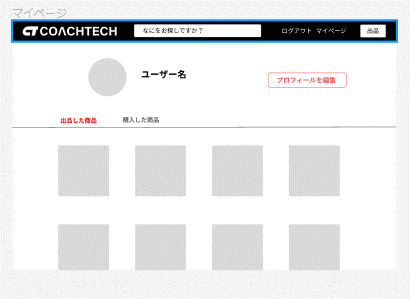 マイページ
COACHTECH
なにをお探しですか？
ログアウト
マイページ
出品
ユーザー名
プロフィールを編集
出品した商品
購入した商品